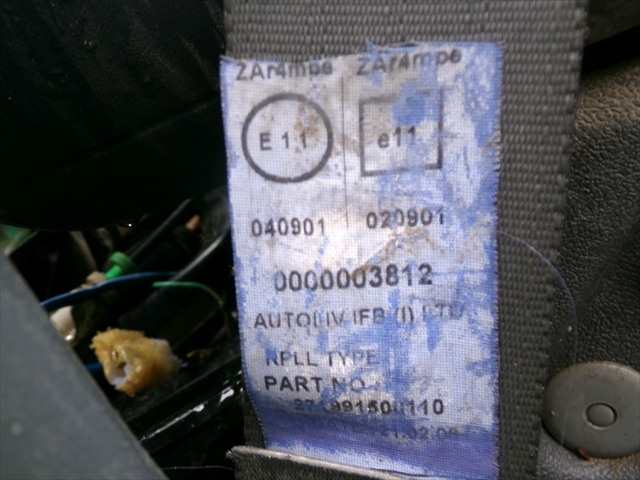 ZAr4mpe ZAr4mpe
E 11 e11
040901 020901
0000003812
AUTOLIV IFB (I) LTD
RPLL TYPE
PART NO